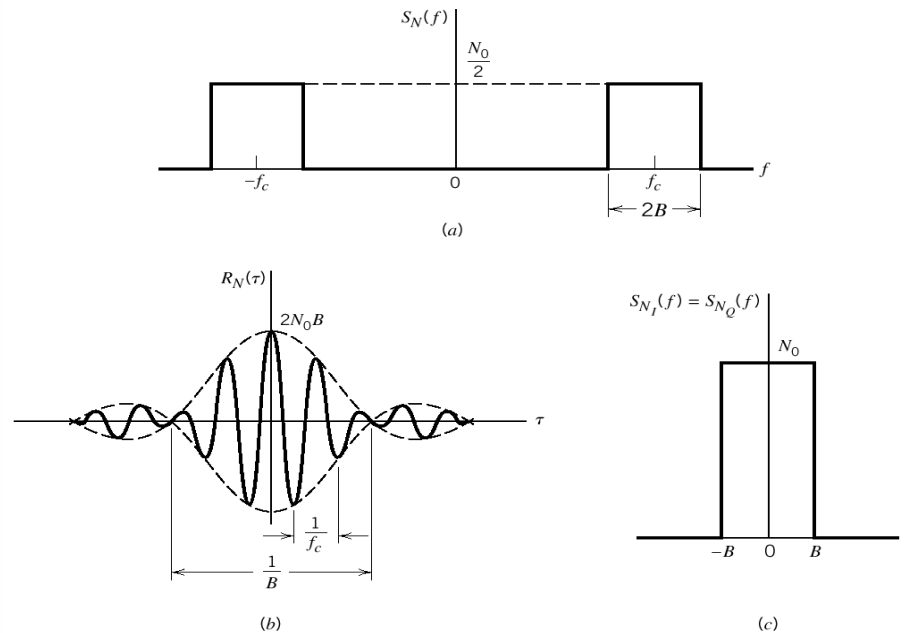 S_N(f)
N_0
2
−f_c
0
f_c
f
2B
(a)
R_N(τ)
2N_0B
τ
1
f_c
1
B
(b)
S_{N_I}(f) = S_{N_Q}(f)
N_0
−B
0
B
(c)